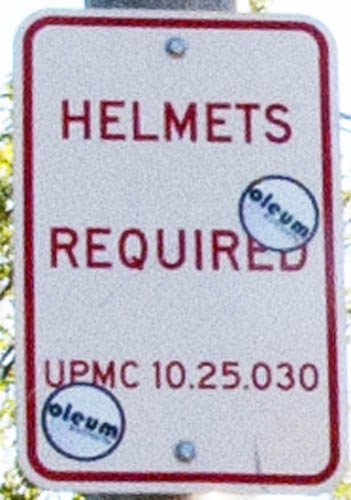 HELMETS
oleum
REQUIRED
UPMC 10.25.030
oleum